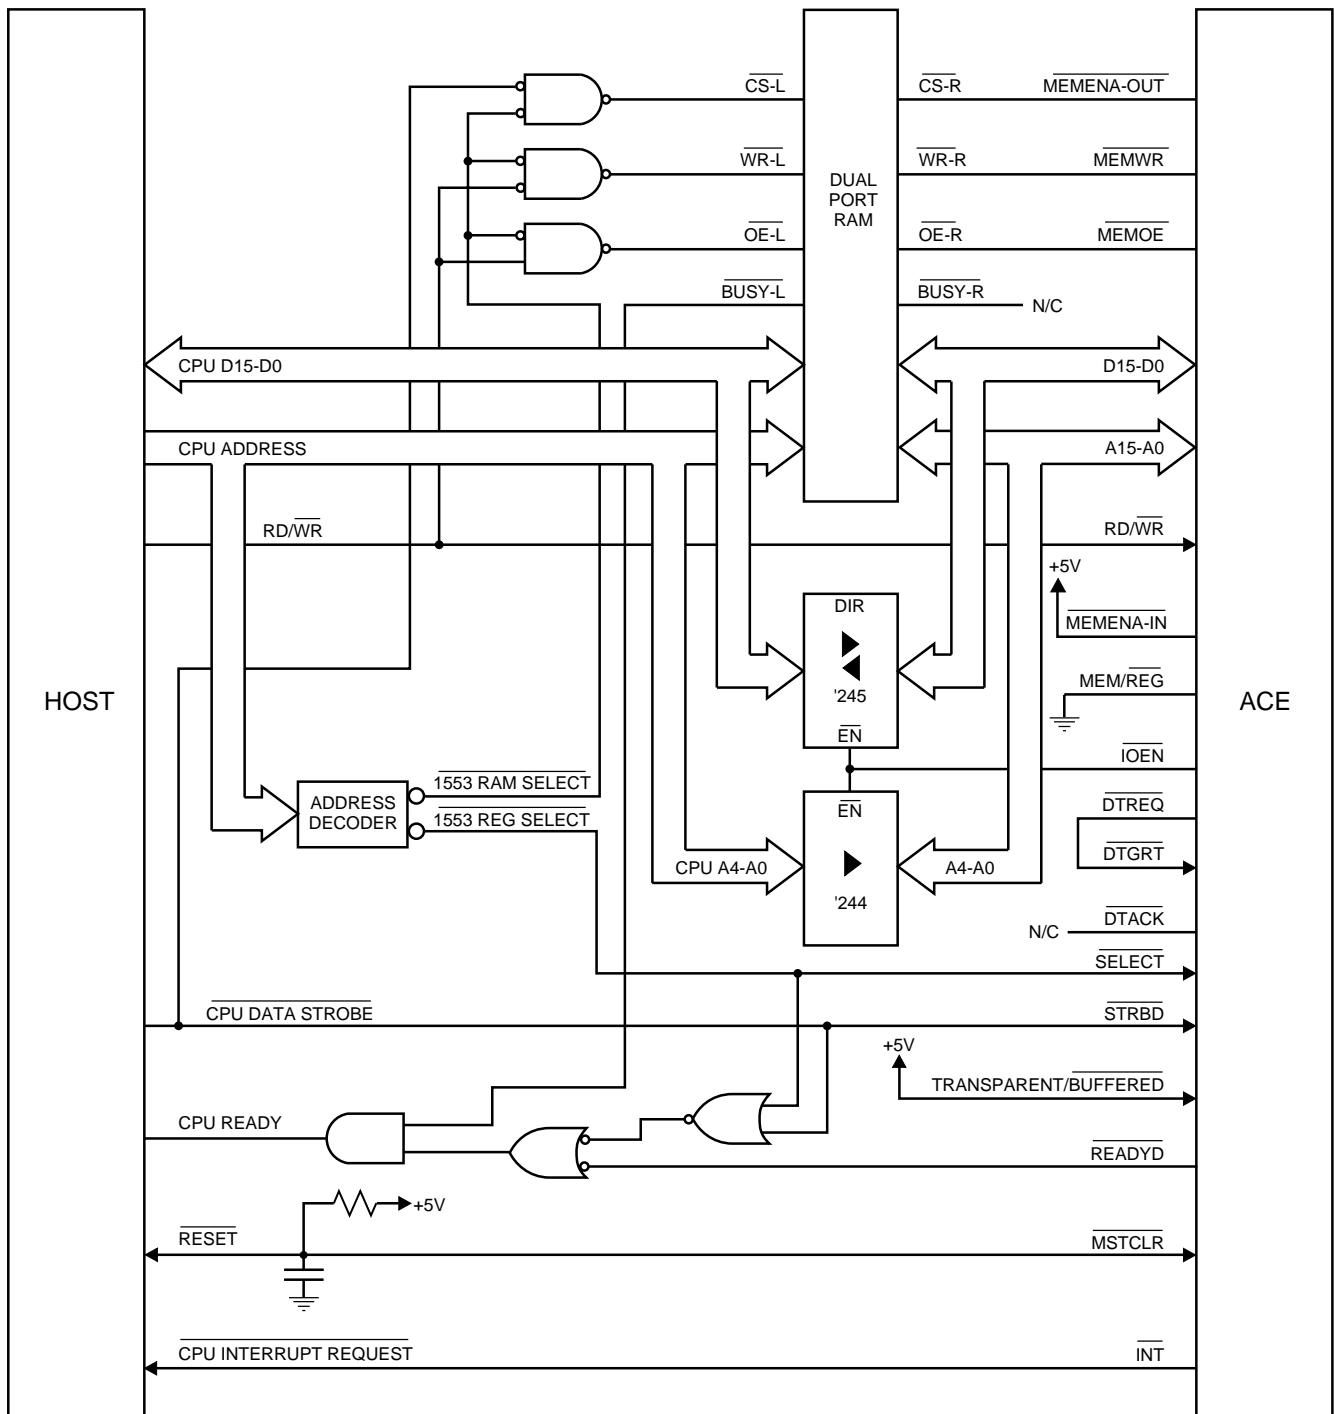 CS-L
CS-R
MEMENA-OUT
WR-L
WR-R
MEMWR
DUAL
PORT
RAM
OE-L
OE-R
MEMOE
BUSY-L
BUSY-R
N/C
CPU D15-D0
D15-D0
CPU ADDRESS
A15-A0
RD/WR
RD/WR
+5V
DIR
MEMENA-IN
HOST
'245
MEM/REG
ACE
EN
IOEN
1553 RAM SELECT
ADDRESS
DECODER
EN
DTREQ
1553 REG SELECT
DTGRT
CPU A4-A0
A4-A0
'244
DTACK
N/C
SELECT
CPU DATA STROBE
STRBD
+5V
TRANSPARENT/BUFFERED
CPU READY
READYD
+5V
RESET
MSTCLR
CPU INTERRUPT REQUEST
INT